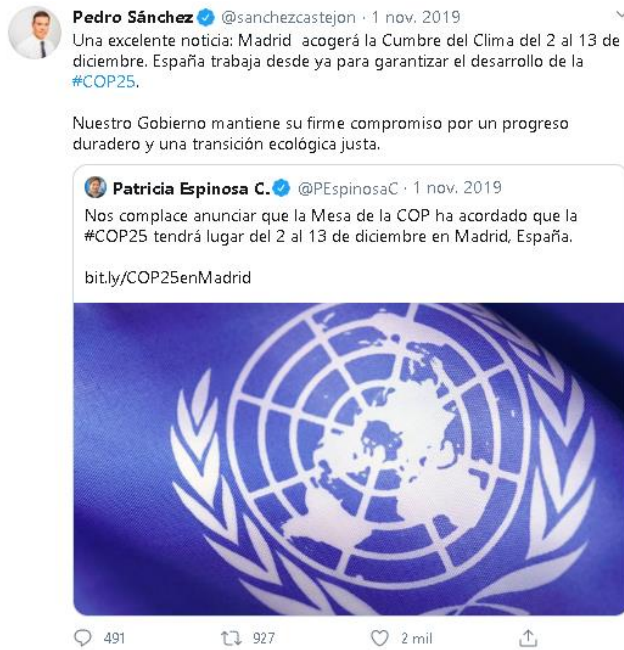 Pedro Sánchez @sanchezcastejon · 1 nov. 2019
Una excelente noticia: Madrid acogerá la Cumbre del Clima del 2 al 13 de
diciembre. España trabaja desde ya para garantizar el desarrollo de la
#COP25.
Nuestro Gobierno mantiene su firme compromiso por un progreso
duradero y una transición ecológica justa.
Patricia Espinosa C. @PEspinosaC · 1 nov. 2019
Nos complace anunciar que la Mesa de la COP ha acordado que la
#COP25 tendrá lugar del 2 al 13 de diciembre en Madrid, España.
bit.ly/COP25enMadrid
491 927 2 mil